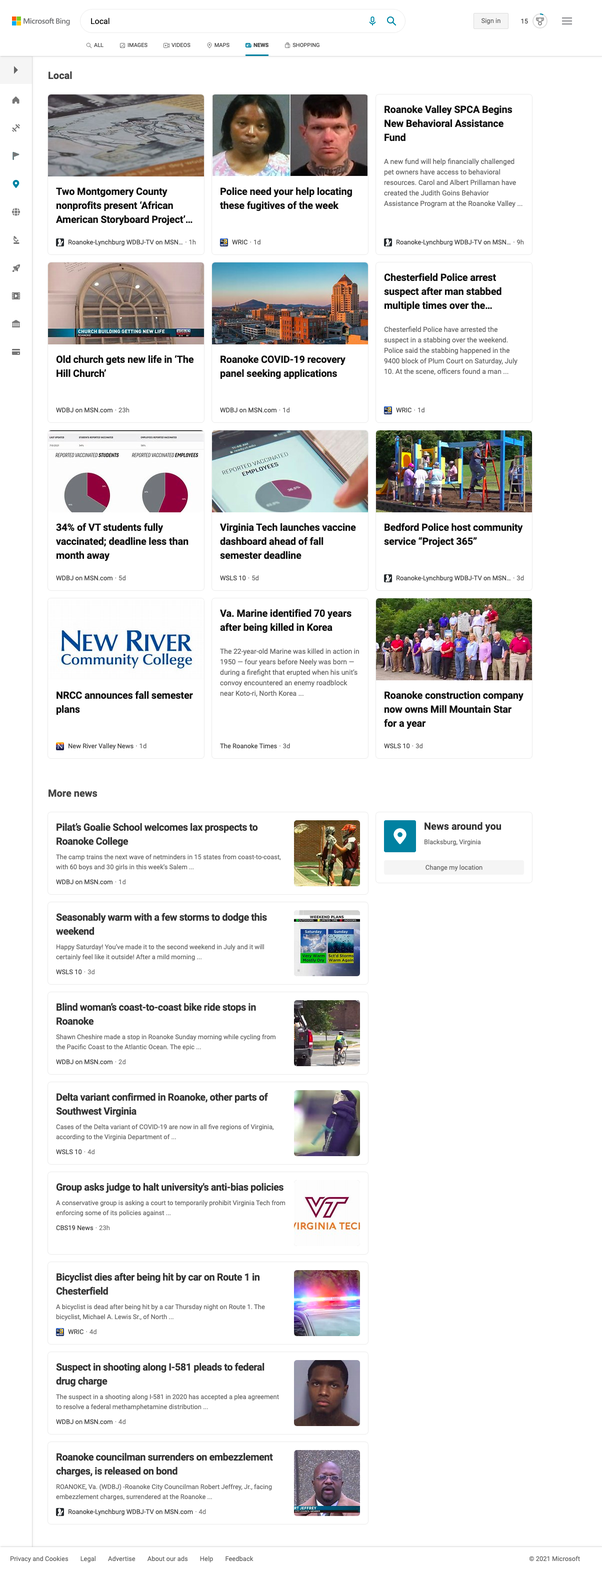 Microsoft Bing
Local
Sign in
15
ALL
IMAGES
VIDEOS
MAPS
NEWS
SHOPPING
Local
Two Montgomery County
nonprofits present ‘African
American Storyboard Project’...
Roanoke-Lynchburg WDBJ-TV on MSN... · 1h
Police need your help locating
these fugitives of the week
WRIC · 1d
Roanoke Valley SPCA Begins
New Behavioral Assistance
Fund
A new fund will help financially challenged
pet owners have access to behavioral
resources. Carol and Albert Prillaman have
created the Judith Goins Behavior
Assistance Program at the Roanoke Valley ...
Roanoke-Lynchburg WDBJ-TV on MSN... · 9h
CHURCH BUILDING GETTING NEW LIFE
Old church gets new life in ‘The
Hill Church’
WDBJ on MSN.com · 23h
Roanoke COVID-19 recovery
panel seeking applications
WDBJ on MSN.com · 1d
Chesterfield Police arrest
suspect after man stabbed
multiple times over the...
Chesterfield Police have arrested the
suspect in a stabbing over the weekend.
Police said the stabbing happened in the
9400 block of Plum Court on Saturday, July
10. At the scene, officers found a man ...
WRIC · 1d
REPORTED VACCINATED STUDENTS
REPORTED VACCINATED EMPLOYEES
34% of VT students fully
vaccinated; deadline less than
month away
WDBJ on MSN.com · 5d
REPORTED VACCINATED
EMPLOYEES
Virginia Tech launches vaccine
dashboard ahead of fall
semester deadline
WSLS 10 · 5d
Bedford Police host community
service “Project 365”
Roanoke-Lynchburg WDBJ-TV on MSN... · 3d
NEW RIVER
Community College
NRCC announces fall semester
plans
New River Valley News · 1d
Va. Marine identified 70 years
after being killed in Korea
The 22-year-old Marine was killed in action in
1950 — four years before Neely was born —
during a firefight that erupted when his unit's
convoy encountered an enemy roadblock
near Koto-ri, North Korea ...
The Roanoke Times · 3d
Roanoke construction company
now owns Mill Mountain Star
for a year
WSLS 10 · 3d
More news
Pilat’s Goalie School welcomes lax prospects to
Roanoke College
The camp trains the next wave of netminders in 15 states from coast-to-coast,
with 60 boys and 30 girls in this week’s Salem ...
WDBJ on MSN.com · 1d
News around you
Blacksburg, Virginia
Change my location
Seasonably warm with a few storms to dodge this
weekend
Happy Saturday! You’ve made it to the second weekend in July and it will
certainly feel like it outside! After a mild morning ...
WSLS 10 · 3d
WEEKEND PLANS
Saturday
Sunday
Blind woman’s coast-to-coast bike ride stops in
Roanoke
Shawn Cheshire made a stop in Roanoke Sunday morning while cycling from
the Pacific Coast to the Atlantic Ocean. The epic ...
WDBJ on MSN.com · 2d
Delta variant confirmed in Roanoke, other parts of
Southwest Virginia
Cases of the Delta variant of COVID-19 are now in all five regions of Virginia,
according to the Virginia Department of ...
WSLS 10 · 4d
Group asks judge to halt university's anti-bias policies
A conservative group is asking a court to temporarily prohibit Virginia Tech from
enforcing some of its policies against ...
CBS19 News · 23h
VT
VIRGINIA TECH
Bicyclist dies after being hit by car on Route 1 in
Chesterfield
A bicyclist is dead after being hit by a car Thursday night on Route 1. The
bicyclist, Michael A. Lewis Sr., of North ...
WRIC · 4d
Suspect in shooting along I-581 pleads to federal
drug charge
The suspect in a shooting along I-581 in 2020 has accepted a plea agreement
to resolve a federal methamphetamine distribution ...
WDBJ on MSN.com · 4d
Roanoke councilman surrenders on embezzlement
charges, is released on bond
ROANOKE, Va. (WDBJ) -Roanoke City Councilman Robert Jeffrey, Jr., facing
embezzlement charges, surrendered at the Roanoke ...
Roanoke-Lynchburg WDBJ-TV on MSN.com · 4d
Privacy and Cookies
Legal
Advertise
About our ads
Help
Feedback
© 2021 Microsoft